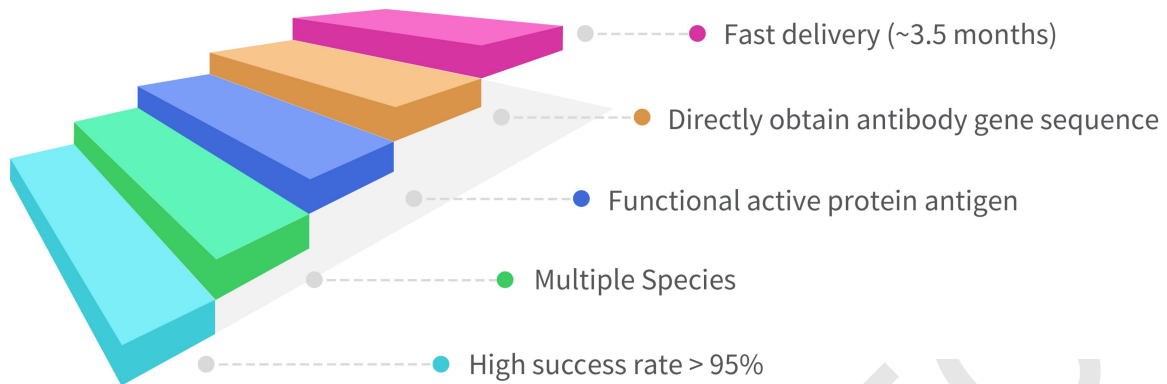 Fast delivery (~3.5 months)
Directly obtain antibody gene sequence
Functional active protein antigen
Multiple Species
High success rate > 95%